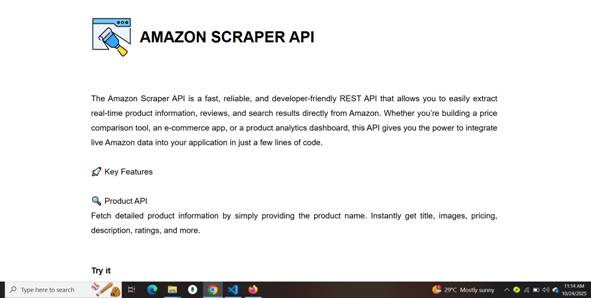 AMAZON SCRAPER API
The Amazon Scraper API is a fast, reliable, and developer-friendly REST API that allows you to easily extract
real-time product information, reviews, and search results directly from Amazon. Whether you're building a price
comparison tool, an e-commerce app, or a product analytics dashboard, this API gives you the power to integrate
live Amazon data into your application in just a few lines of code.
Key Features
Product API
Fetch detailed product information by simply providing the product name. Instantly get title, images, pricing,
description, ratings, and more.
Try it
Type here to search
29°C Mostly sunny
11:14 AM
10/24/2025